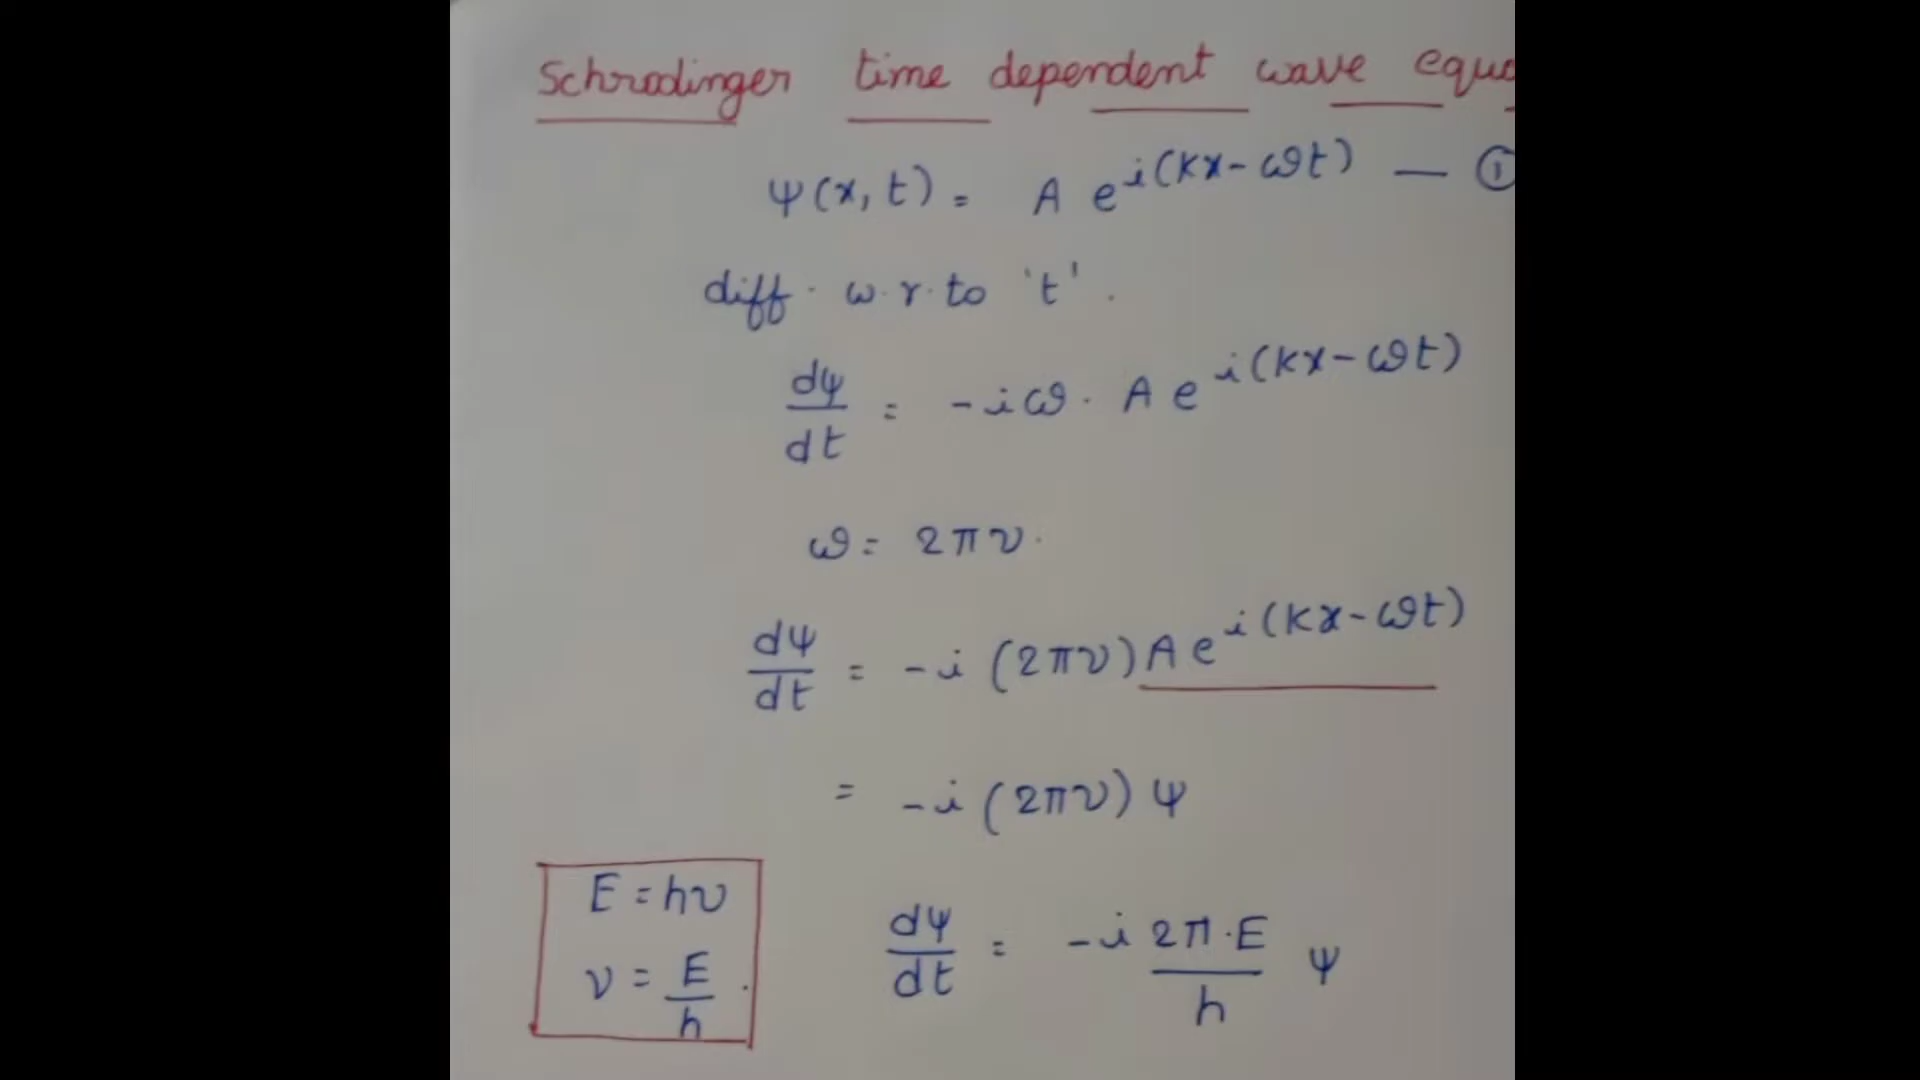 Schrodinger time dependent wave equa
ψ(x, t) = A e^{i(kx-ωt)} — ①
diff. w.r.to 't'.
dψ/dt = -iω. A e^{i(kx-ωt)}
ω = 2πν.
dψ/dt = -i (2πν) A e^{i(kx-ωt)}
= -i (2πν) ψ
E = hν
ν = E/h.
dψ/dt = -i 2π.E/h ψ